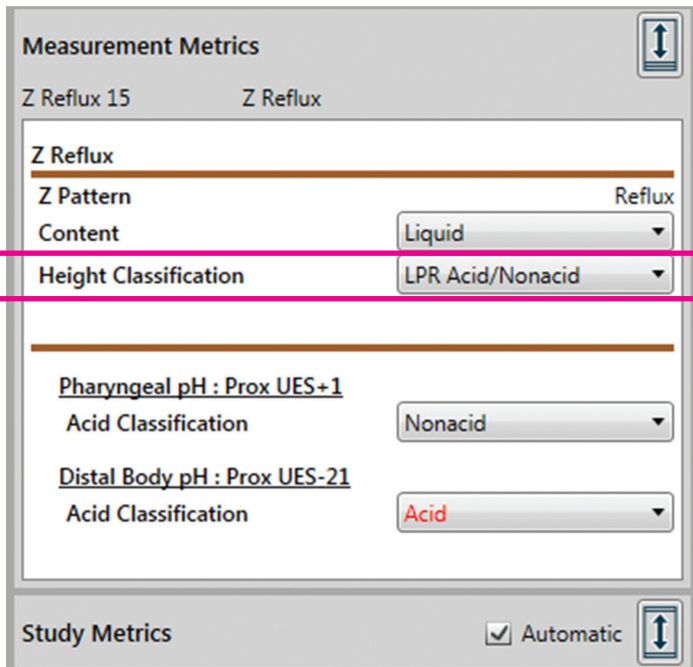 Measurement Metrics
Z Reflux 15 Z Reflux
Z Reflux
Z Pattern Reflux
Content Liquid
Height Classification LPR Acid/Nonacid
Pharyngeal pH : Prox UES+1
Acid Classification Nonacid
Distal Body pH : Prox UES-21
Acid Classification Acid
Study Metrics Automatic